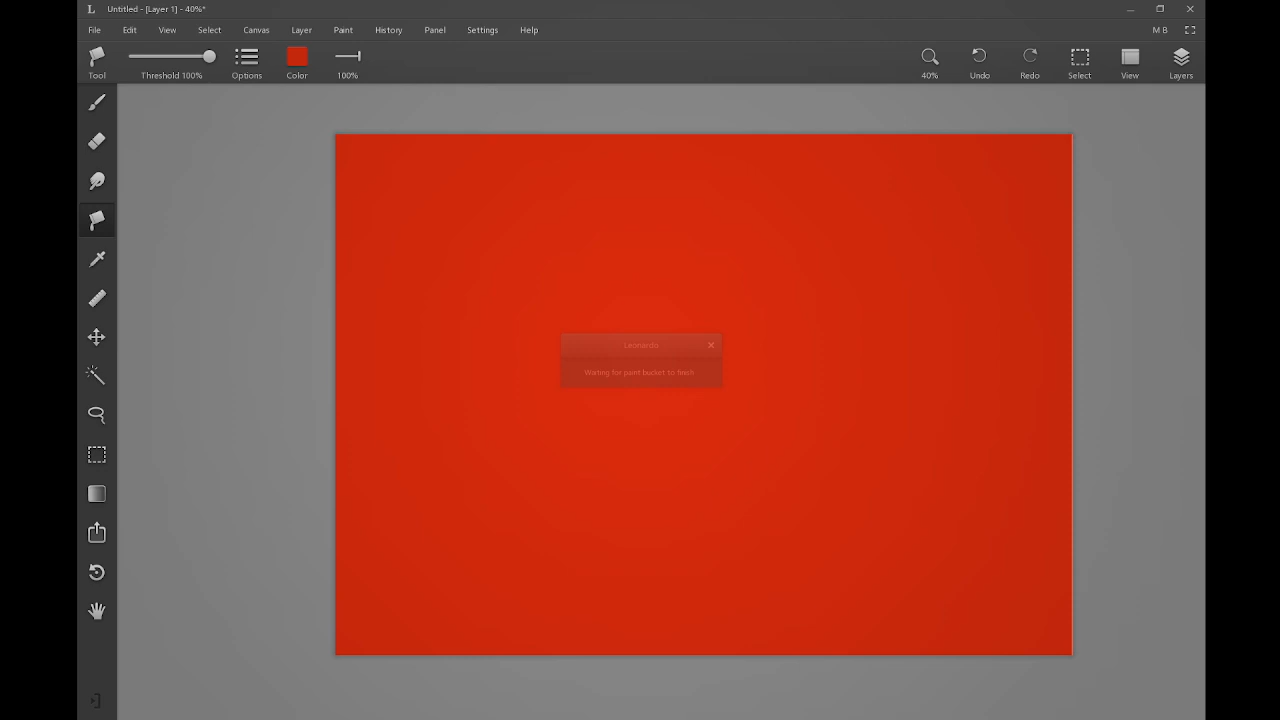 L Untitled - [Layer 1] - 40%*
File Edit View Select Canvas Layer Paint History Panel Settings Help M B
Tool Threshold 100% Options Color 100% 40% Undo Redo Select View Layers
Leonardo
Waiting for paint bucket to finish